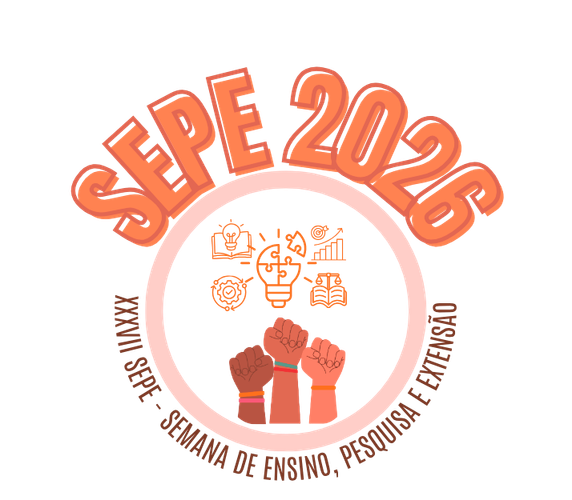 SEPE 2026
XXXVII SEPE - SEMANA DE ENSINO, PESQUISA E EXTENSÃO